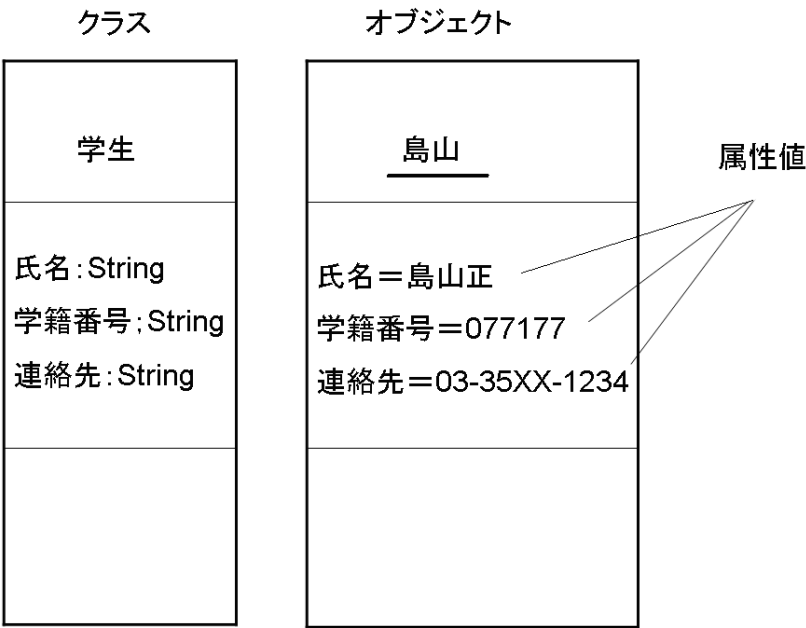 クラス
オブジェクト
学生
島山
属性値
氏名:String
学籍番号;String
連絡先:String
氏名＝島山正
学籍番号＝077177
連絡先＝03-35XX-1234